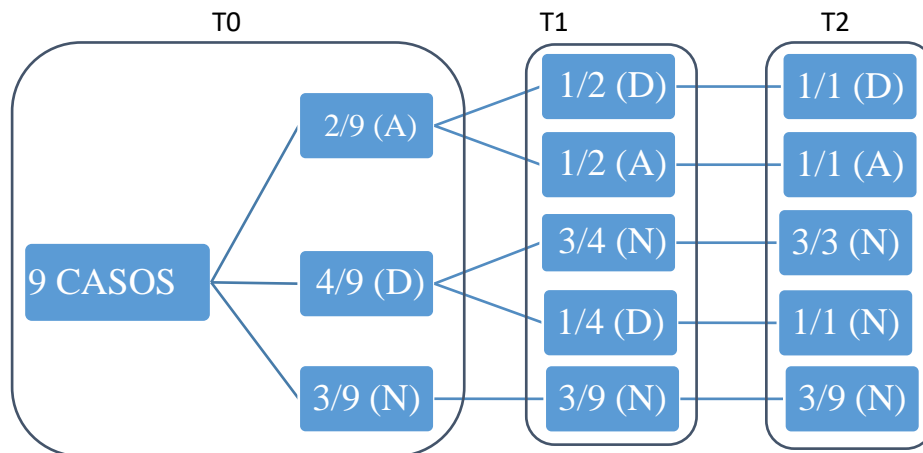 T0
T1
T2
2/9 (A)
1/2 (D)
1/1 (D)
1/2 (A)
1/1 (A)
9 CASOS
4/9 (D)
3/4 (N)
3/3 (N)
1/4 (D)
1/1 (N)
3/9 (N)
3/9 (N)
3/9 (N)